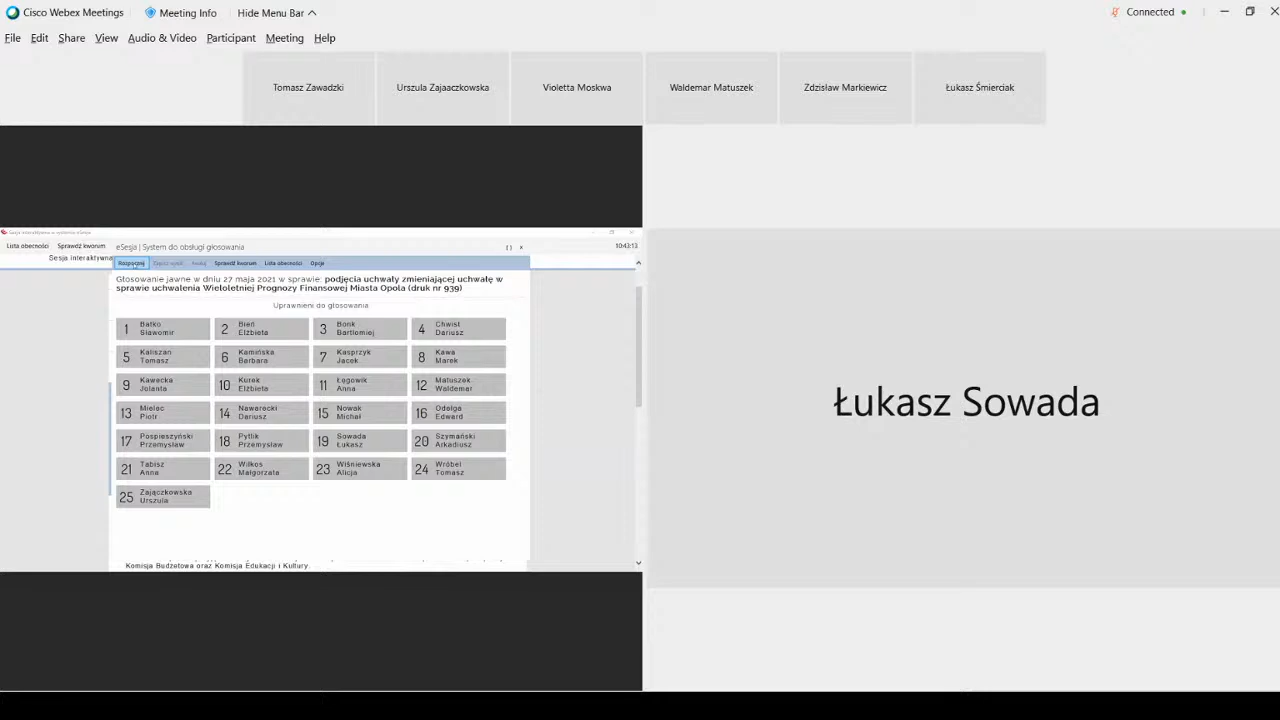 Cisco Webex Meetings Meeting Info Hide Menu Bar Connected
File Edit Share View Audio & Video Participant Meeting Help
Tomasz Zawadzki Urszula Zajaaczkowska Violetta Moskwa Waldemar Matuszek Zdzisław Markiewicz Łukasz Śmierciak
Sesja interaktywna w systemie eSesja
Lista obecności Sprawdź kworum eSesja | System do obsługi głosowania 10:43:13
Sesja interaktywna Rozpocznij Sprawdź kworum Lista obecności Opcje
Głosowanie jawne w dniu 27 maja 2021 w sprawie: podjęcia uchwały zmieniającej uchwałę w
sprawie uchwalenia Wieloletniej Prognozy Finansowej Miasta Opola (druk nr 939)
Uprawnieni do głosowania
1 Batko Sławomir 2 Bień Elżbieta 3 Bonk Bartłomiej 4 Chwist Dariusz
5 Kaliszan Tomasz 6 Kamińska Barbara 7 Kasprzyk Jacek 8 Kawa Marek
9 Kawecka Jolanta 10 Kurek Elżbieta 11 Łęgowik Anna 12 Matuszek Waldemar
13 Mielec Piotr 14 Nawarecki Dariusz 15 Nowak Michał 16 Odelga Edward
17 Pospieszyński Przemysław 18 Pytlik Przemysław 19 Sowada Łukasz 20 Szymański Arkadiusz
21 Tabisz Anna 22 Wilkos Małgorzata 23 Wiśniewska Alicja 24 Wróbel Tomasz
25 Zajączkowska Urszula
Komisja Budżetowa oraz Komisja Edukacji i Kultury.
Łukasz Sowada